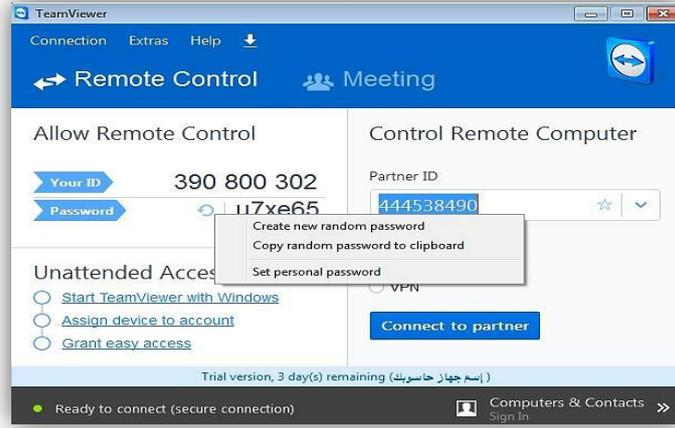 TeamViewer
Connection Extras Help
Remote Control Meeting
Allow Remote Control
Your ID 390 800 302
Password u7xe65
Create new random password
Copy random password to clipboard
Set personal password
Unattended Acces
Start TeamViewer with Windows
Assign device to account
Grant easy access
Control Remote Computer
Partner ID
444538490
VPN
Connect to partner
Trial version, 3 day(s) remaining (إسم جهاز حاسوبك)
Ready to connect (secure connection)
Computers & Contacts »
Sign In